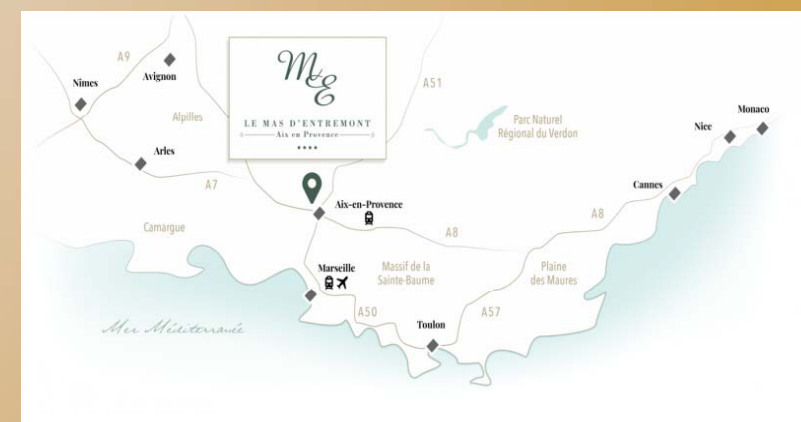 A9
Avignon
Nîmes
Alpilles
Arles
A7
Camargue
M&E
LE MAS D'ENTREMONT
Aix en Provence
A51
Parc Naturel
Régional du Verdon
Monaco
Nice
Cannes
Aix-en-Provence
A8
A8
Marseille
Massif de la
Sainte-Baume
Plaine
des Maures
A50
A57
Toulon
Mer Méditerranée